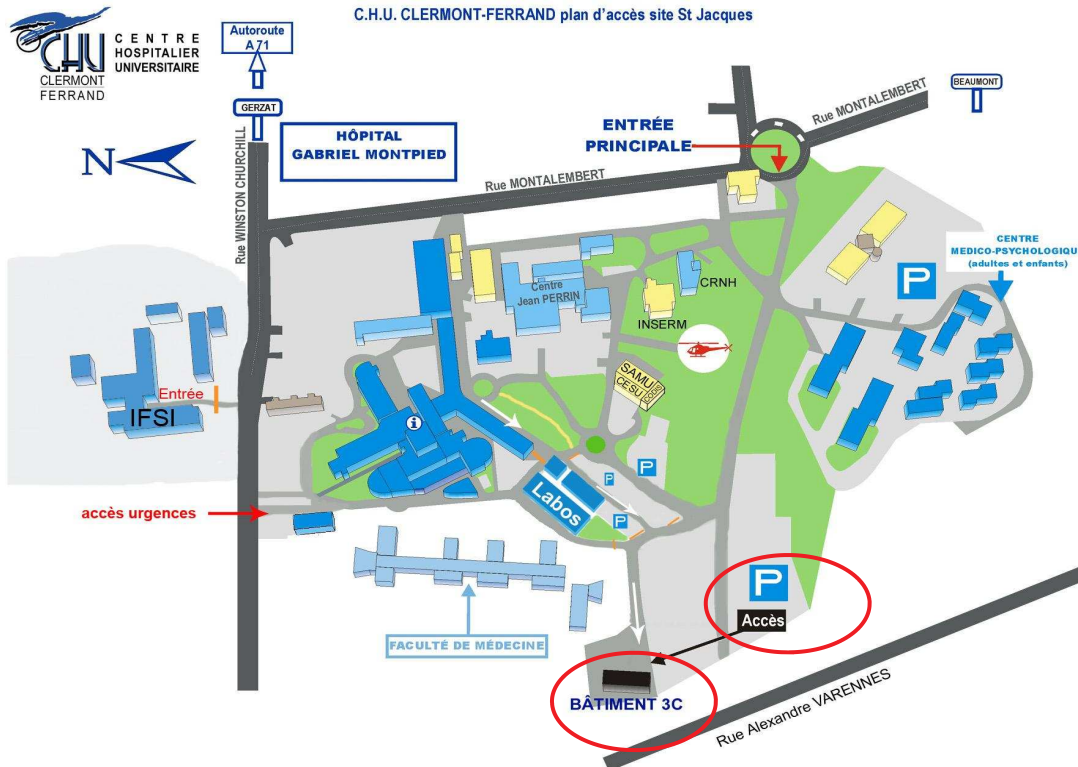 C.H.U. CLERMONT-FERRAND plan d'accès site St Jacques
CHU
CLERMONT
FERRAND
CENTRE
HOSPITALIER
UNIVERSITAIRE
Autoroute
A 71
GERZAT
BEAUMONT
N
HÔPITAL
GABRIEL MONTPIED
ENTRÉE
PRINCIPALE
Rue MONTALEMBERT
Rue MONTALEMBERT
Rue WINSTON CHURCHILL
CENTRE
MEDICO-PSYCHOLOGIQU
(adultes et enfants)
P
Centre
Jean PERRIN
CRNH
INSERM
SAMU
CESU
CODIS
Entrée
IFSI
i
Labos
P
P
P
accès urgences
FACULTÉ DE MÉDECINE
P
Accès
BÂTIMENT 3C
Rue Alexandre VARENNES